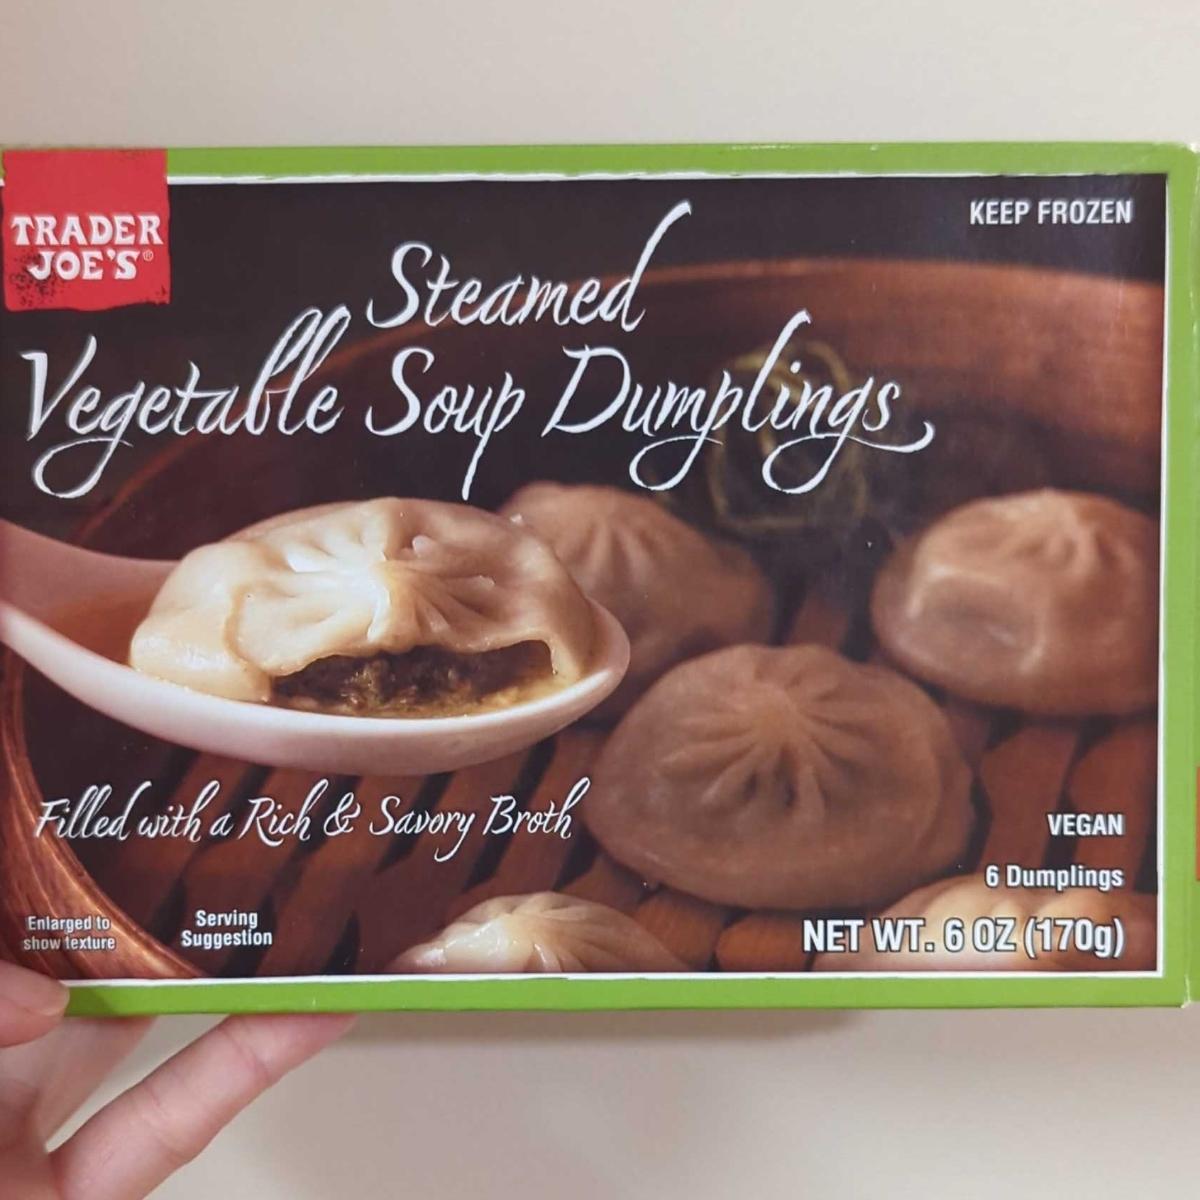 TRADER
JOE'S®
KEEP FROZEN
Steamed
Vegetable Soup Dumplings
Filled with a Rich & Savory Broth
VEGAN
6 Dumplings
Enlarged to
show texture
Serving
Suggestion
NET WT. 6 OZ (170g)